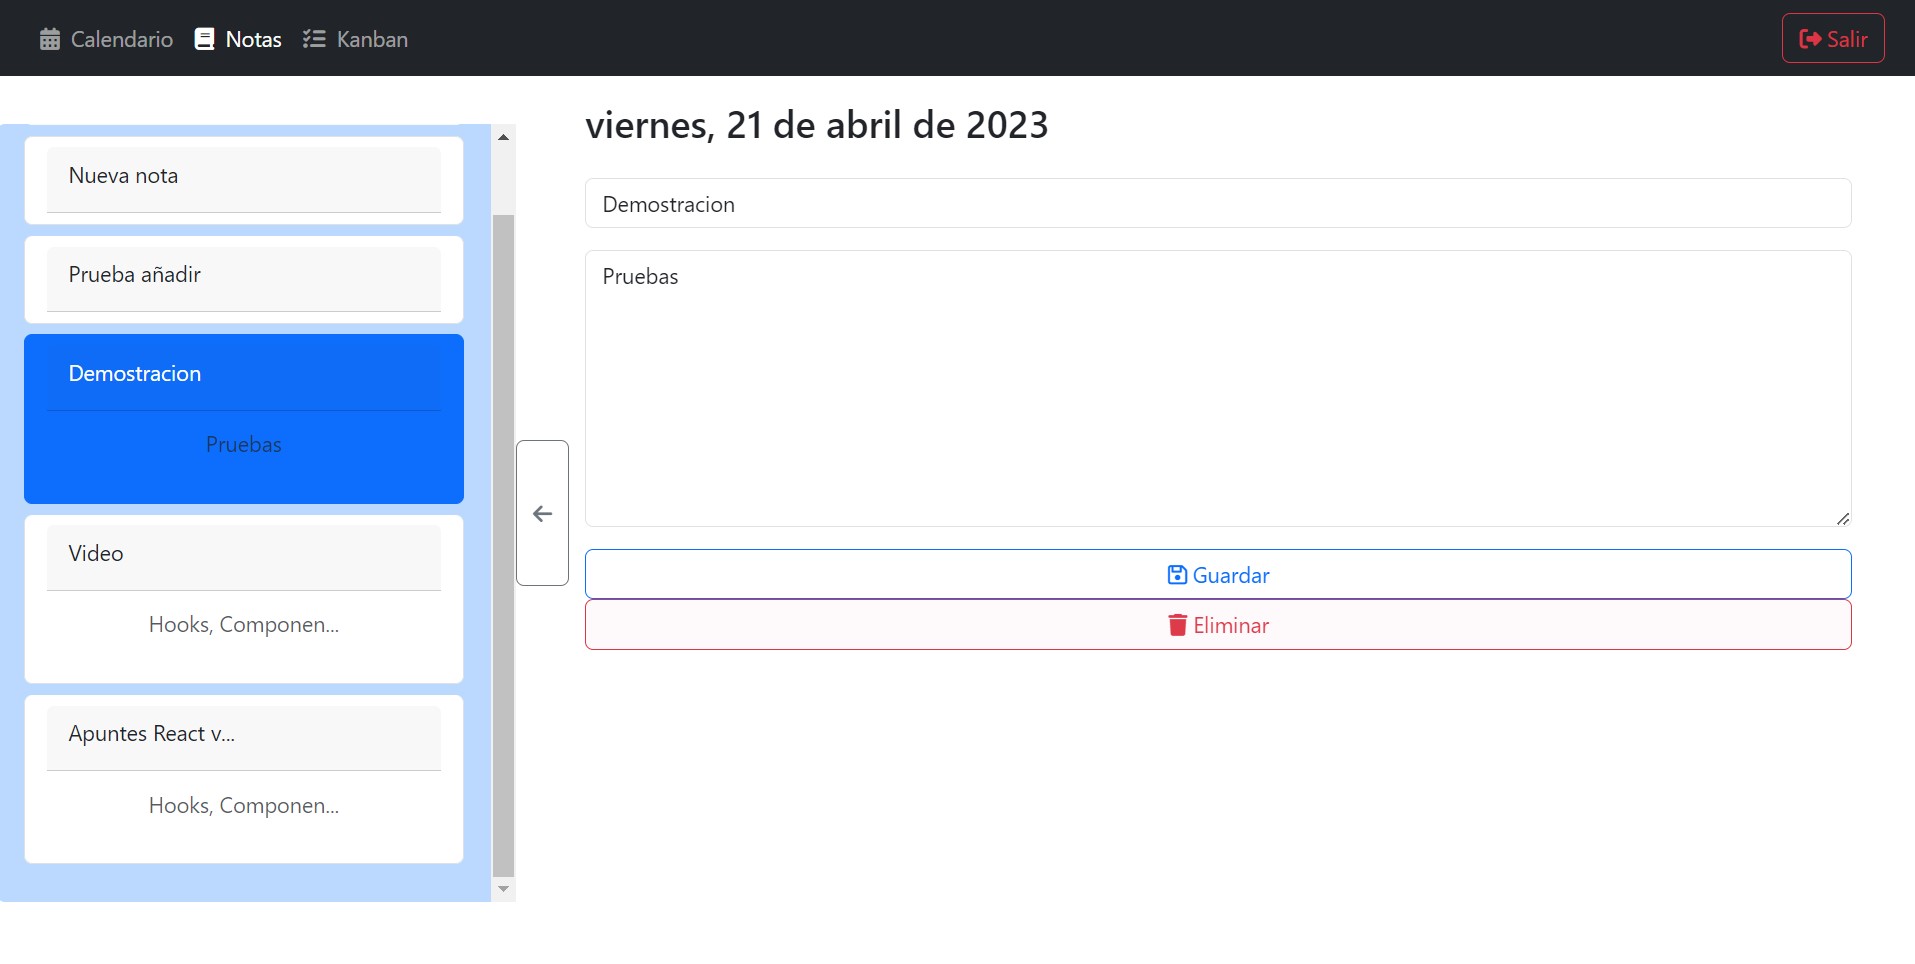 Calendario Notas Kanban Salir
Nueva nota
Prueba añadir
Demostracion
Pruebas
Video
Hooks, Componen...
Apuntes React v...
Hooks, Componen...
viernes, 21 de abril de 2023
Demostracion
Pruebas
Guardar
Eliminar